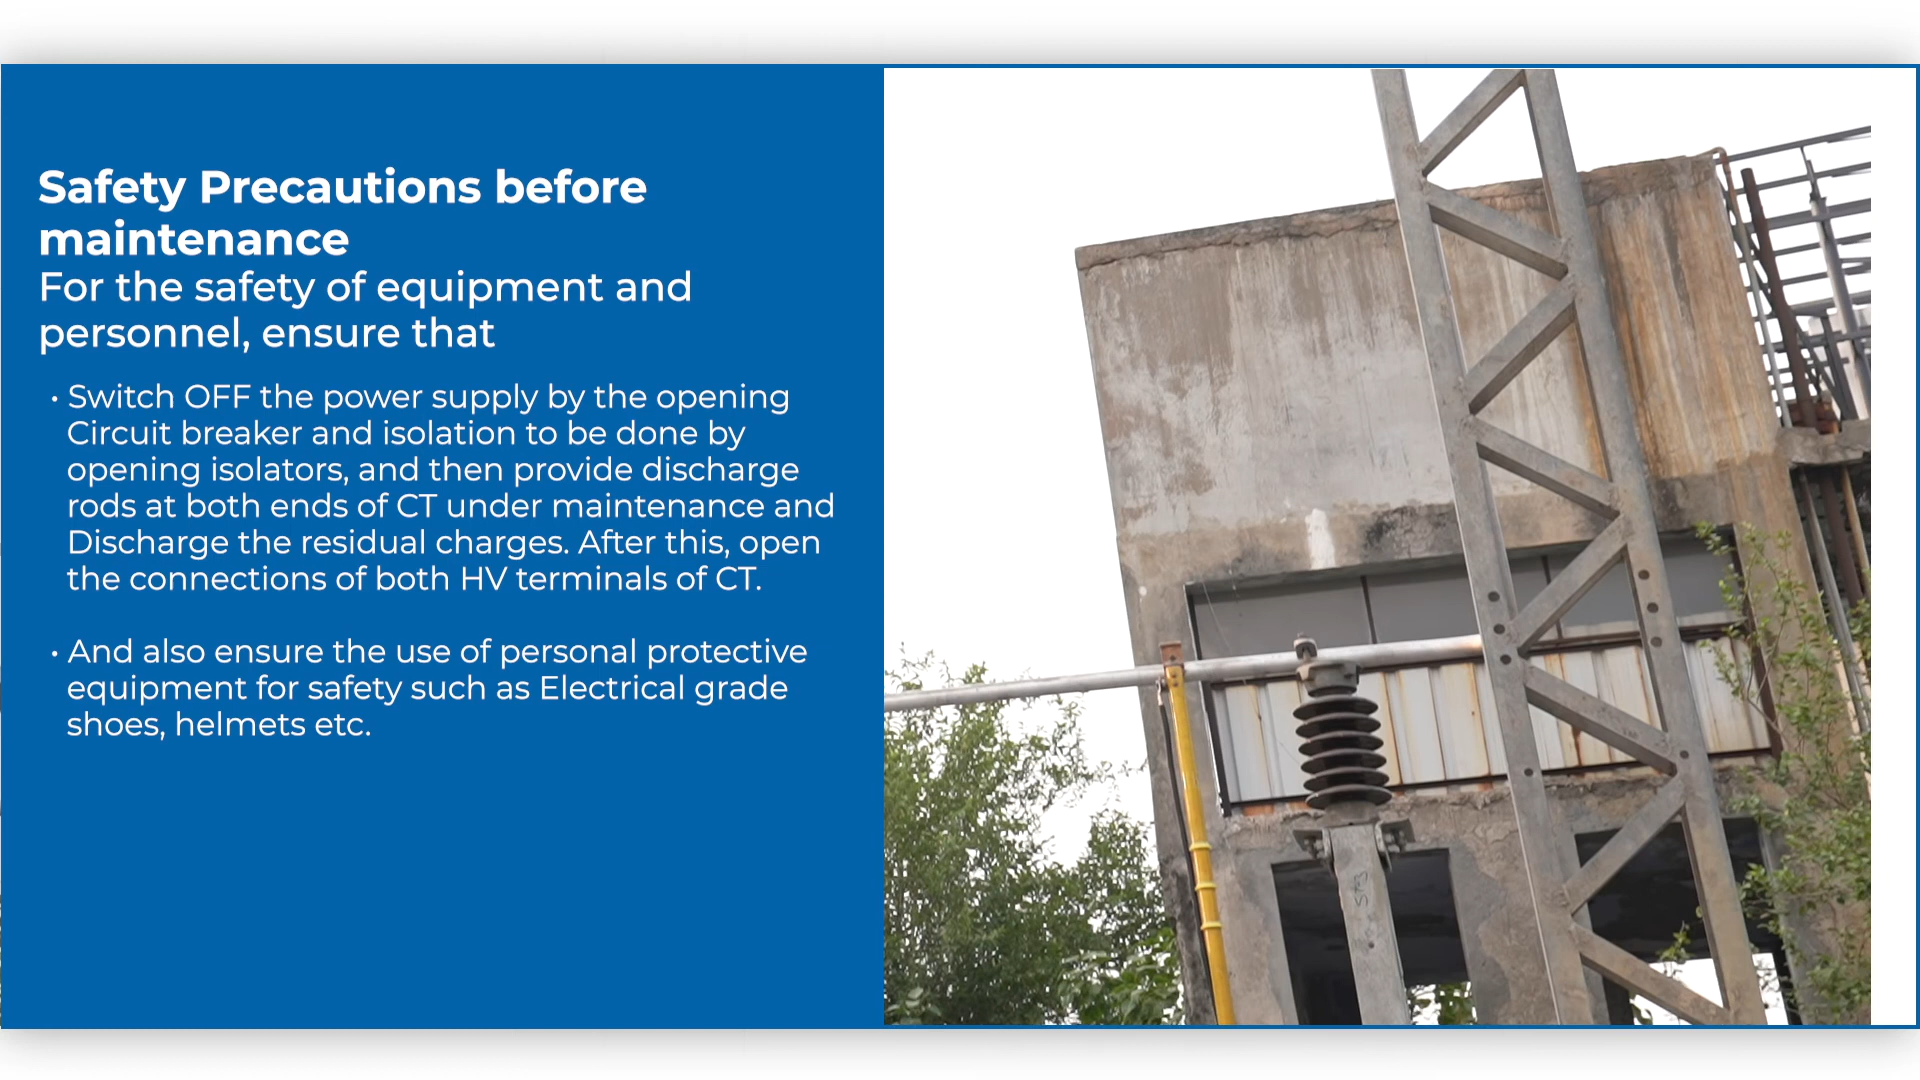 Safety Precautions before
maintenance
For the safety of equipment and
personnel, ensure that
• Switch OFF the power supply by the opening
Circuit breaker and isolation to be done by
opening isolators, and then provide discharge
rods at both ends of CT under maintenance and
Discharge the residual charges. After this, open
the connections of both HV terminals of CT.
• And also ensure the use of personal protective
equipment for safety such as Electrical grade
shoes, helmets etc.